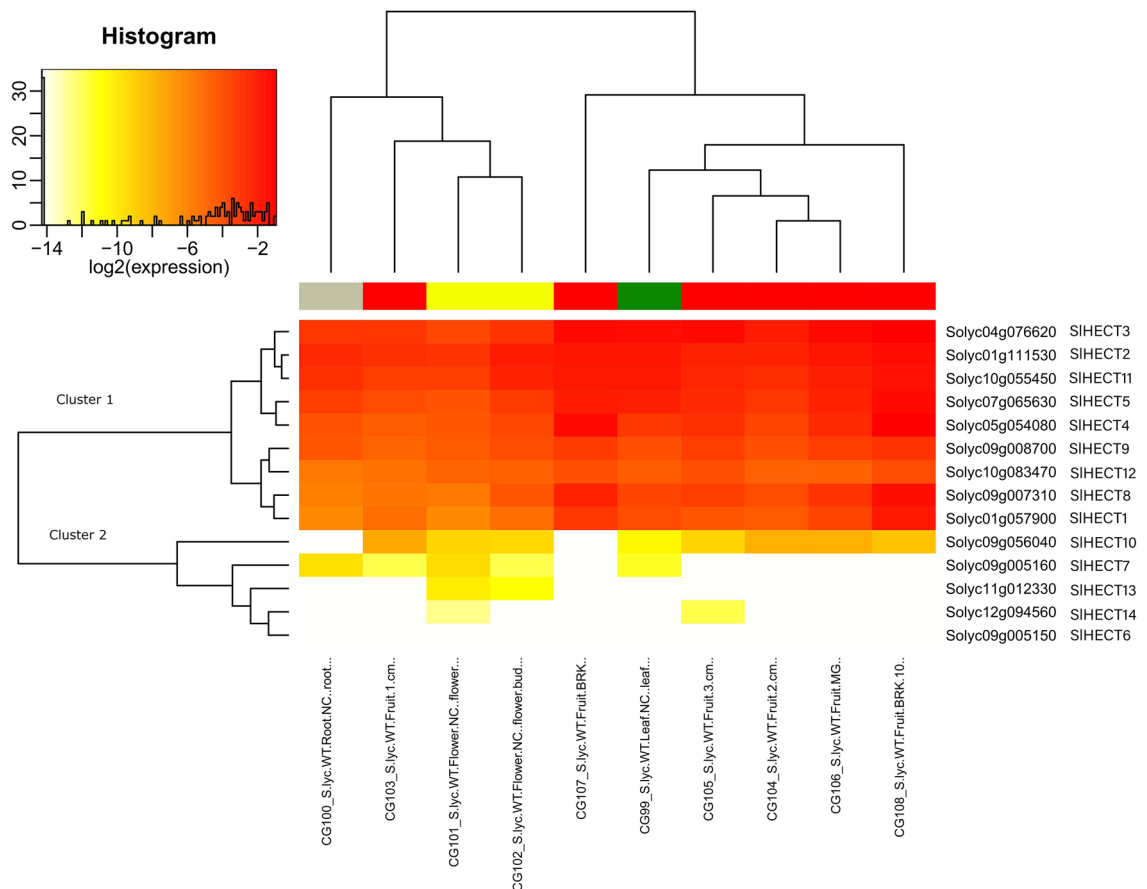 Histogram
30
20
10
0
−14
−10
−6
−2
log2(expression)
Cluster 1
Cluster 2
Solyc04g076620 SlHECT3
Solyc01g111530 SlHECT2
Solyc10g055450 SlHECT11
Solyc07g065630 SlHECT5
Solyc05g054080 SlHECT4
Solyc09g008700 SlHECT9
Solyc10g083470 SlHECT12
Solyc09g007310 SlHECT8
Solyc01g057900 SlHECT1
Solyc09g056040 SlHECT10
Solyc09g005160 SlHECT7
Solyc11g012330 SlHECT13
Solyc12g094560 SlHECT14
Solyc09g005150 SlHECT6
CG100_S.lyc.WT.Root.NC..root...
CG103_S.lyc.WT.Fruit.1.cm..
CG101_S.lyc.WT.Flower.NC..flower...
CG102_S.lyc.WT.Flower.NC..flower.bud...
CG107_S.lyc.WT.Fruit.BRK..
CG99_S.lyc.WT.Leaf.NC..leaf...
CG105_S.lyc.WT.Fruit.3.cm..
CG104_S.lyc.WT.Fruit.2.cm..
CG106_S.lyc.WT.Fruit.MG..
CG108_S.lyc.WT.Fruit.BRK.10..